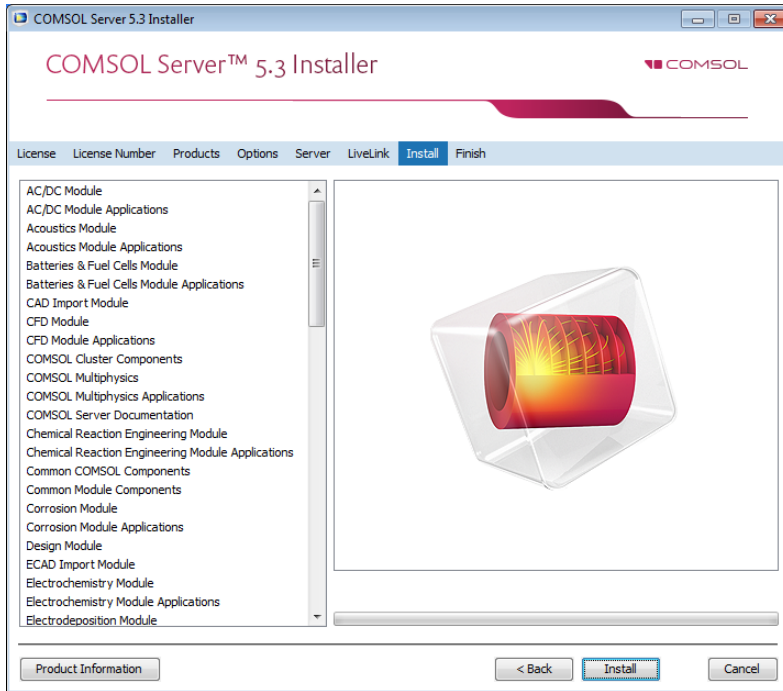 COMSOL Server 5.3 Installer
COMSOL Server™ 5.3 Installer
COMSOL
License License Number Products Options Server LiveLink Install Finish
AC/DC Module
AC/DC Module Applications
Acoustics Module
Acoustics Module Applications
Batteries & Fuel Cells Module
Batteries & Fuel Cells Module Applications
CAD Import Module
CFD Module
CFD Module Applications
COMSOL Cluster Components
COMSOL Multiphysics
COMSOL Multiphysics Applications
COMSOL Server Documentation
Chemical Reaction Engineering Module
Chemical Reaction Engineering Module Applications
Common COMSOL Components
Common Module Components
Corrosion Module
Corrosion Module Applications
Design Module
ECAD Import Module
Electrochemistry Module
Electrochemistry Module Applications
Electrodeposition Module
Product Information < Back Install Cancel